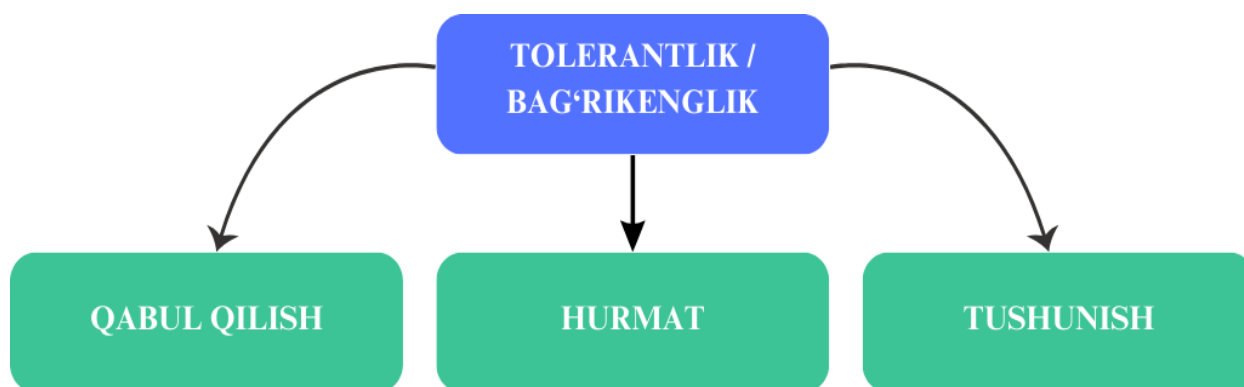 TOLERANTLIK /
BAG‘RIKENGLIK
QABUL QILISH
HURMAT
TUSHUNISH